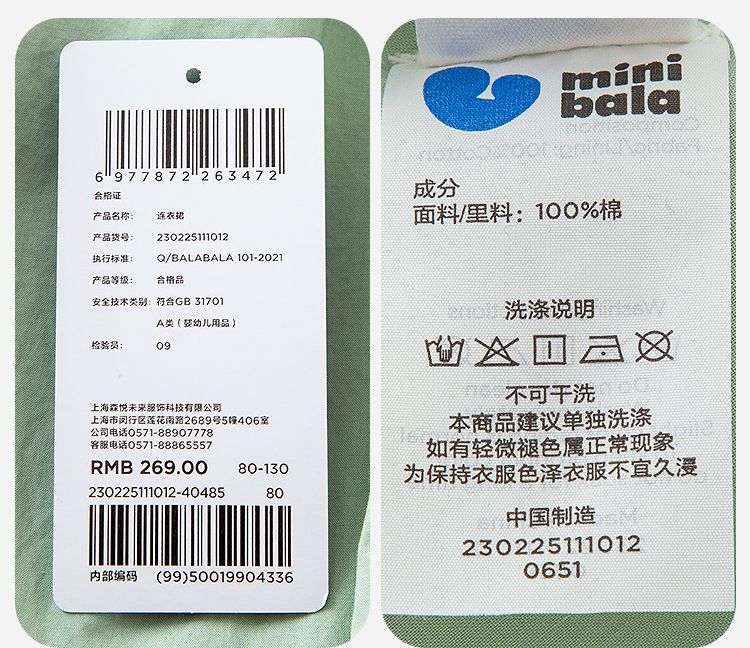 6 977872 263472
合格证
产品名称: 连衣裙
产品货号: 230225111012
执行标准: Q/BALABALA 101-2021
产品等级: 合格品
安全技术类别: 符合GB 31701
A类（婴幼儿用品）
检验员: 09
上海森悦未来服饰科技有限公司
上海市闵行区莲花南路2689号5幢406室
公司电话0571-88907778
客服电话0571-88865557
RMB 269.00 80-130
230225111012-40485 80
内部编码 (99)50019904336
mini
bala
Composition
Fabric/Lining: 100%Cotton
成分
面料/里料：100%棉
洗涤说明
不可干洗
本商品建议单独洗涤
如有轻微褪色属正常现象
为保持衣服色泽衣服不宜久浸
中国制造
230225111012
0651